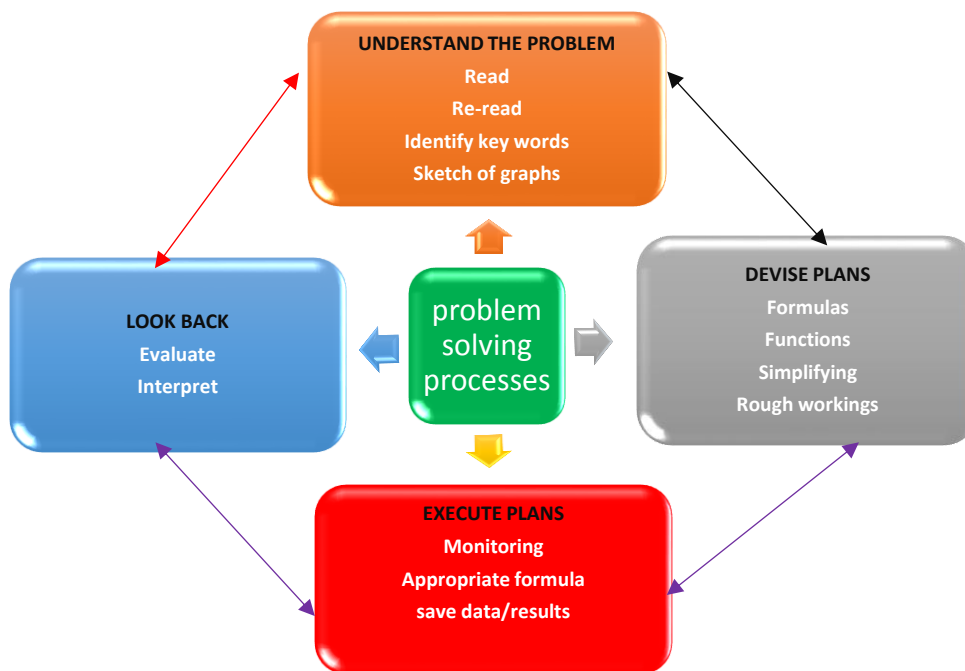 UNDERSTAND THE PROBLEM
Read
Re-read
Identify key words
Sketch of graphs
LOOK BACK
Evaluate
Interpret
problem
solving
processes
DEVISE PLANS
Formulas
Functions
Simplifying
Rough workings
EXECUTE PLANS
Monitoring
Appropriate formula
save data/results